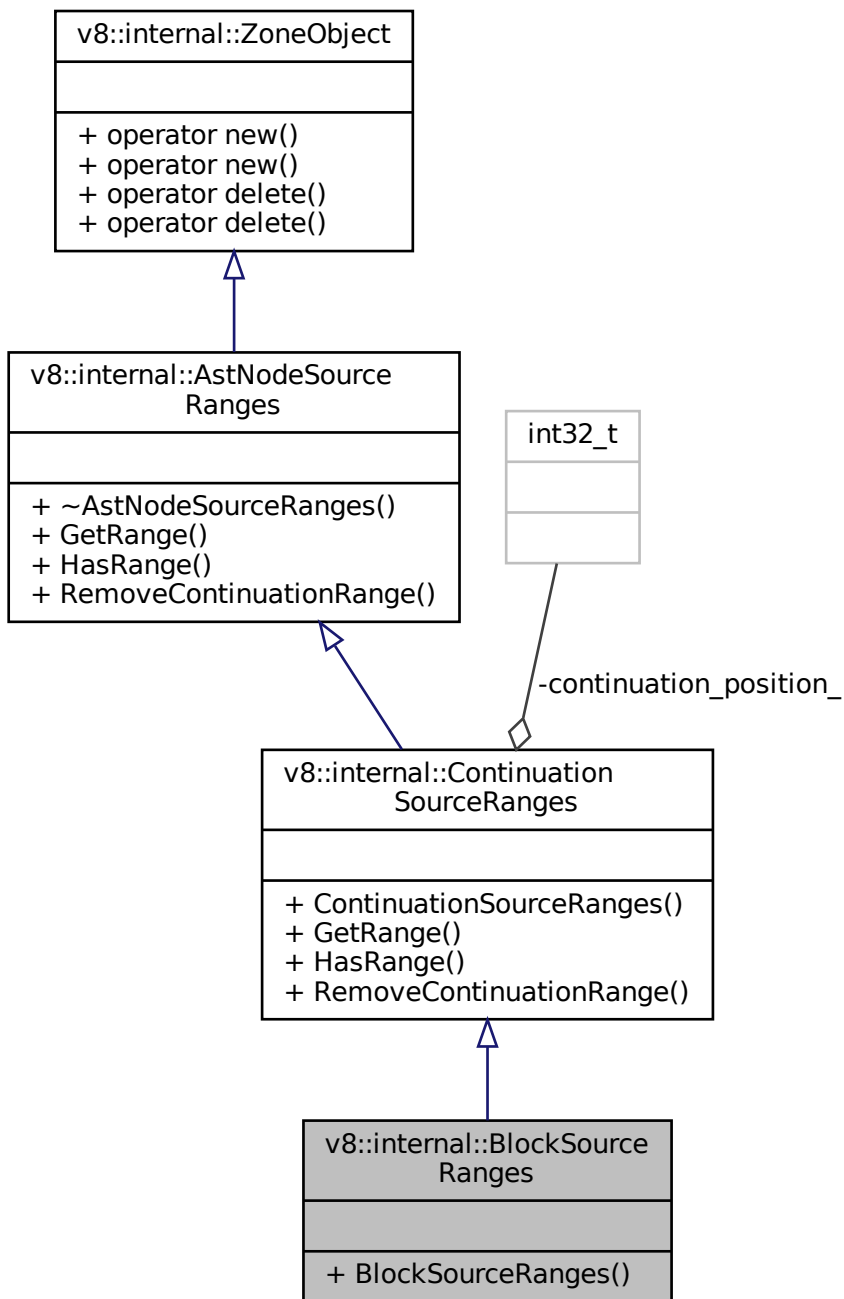 v8::internal::ZoneObject
+ operator new()
+ operator new()
+ operator delete()
+ operator delete()
v8::internal::AstNodeSource
Ranges
+ ~AstNodeSourceRanges()
+ GetRange()
+ HasRange()
+ RemoveContinuationRange()
int32_t
-continuation_position_
v8::internal::Continuation
SourceRanges
+ ContinuationSourceRanges()
+ GetRange()
+ HasRange()
+ RemoveContinuationRange()
v8::internal::BlockSource
Ranges
+ BlockSourceRanges()